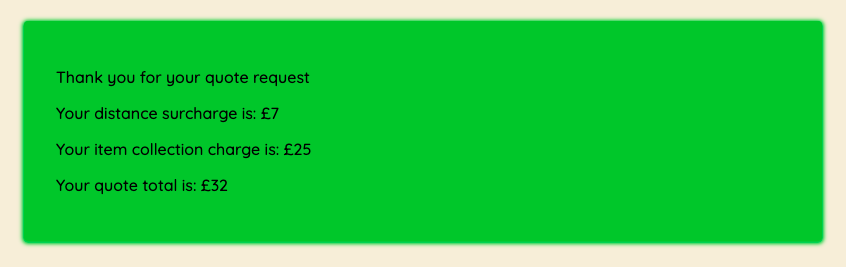 Thank you for your quote request
Your distance surcharge is: £7
Your item collection charge is: £25
Your quote total is: £32